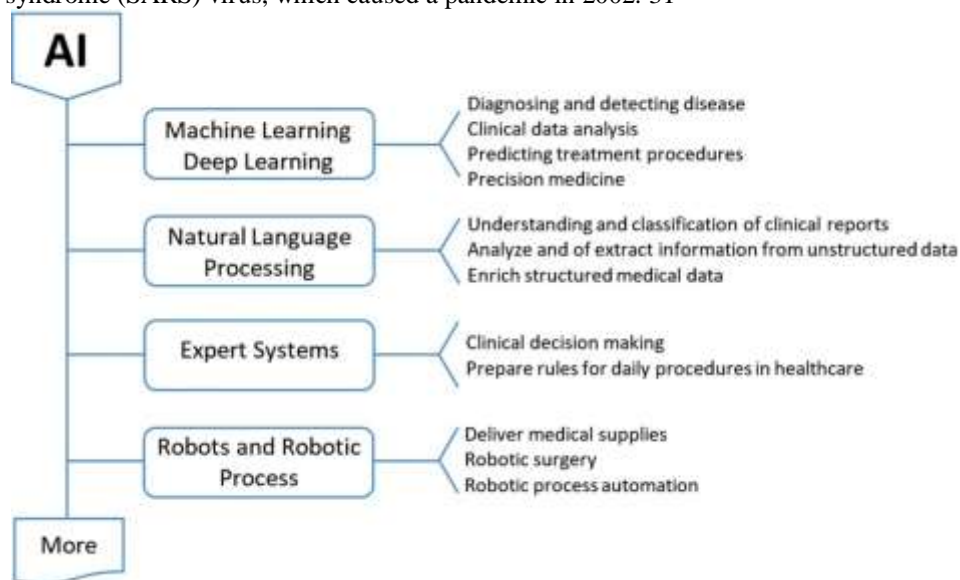 syndrome (SARS) virus, which caused a pandemic in 2002. 31
AI
Machine Learning
Deep Learning
Diagnosing and detecting disease
Clinical data analysis
Predicting treatment procedures
Precision medicine
Natural Language
Processing
Understanding and classification of clinical reports
Analyze and of extract information from unstructured data
Enrich structured medical data
Expert Systems
Clinical decision making
Prepare rules for daily procedures in healthcare
Robots and Robotic
Process
Deliver medical supplies
Robotic surgery
Robotic process automation
More